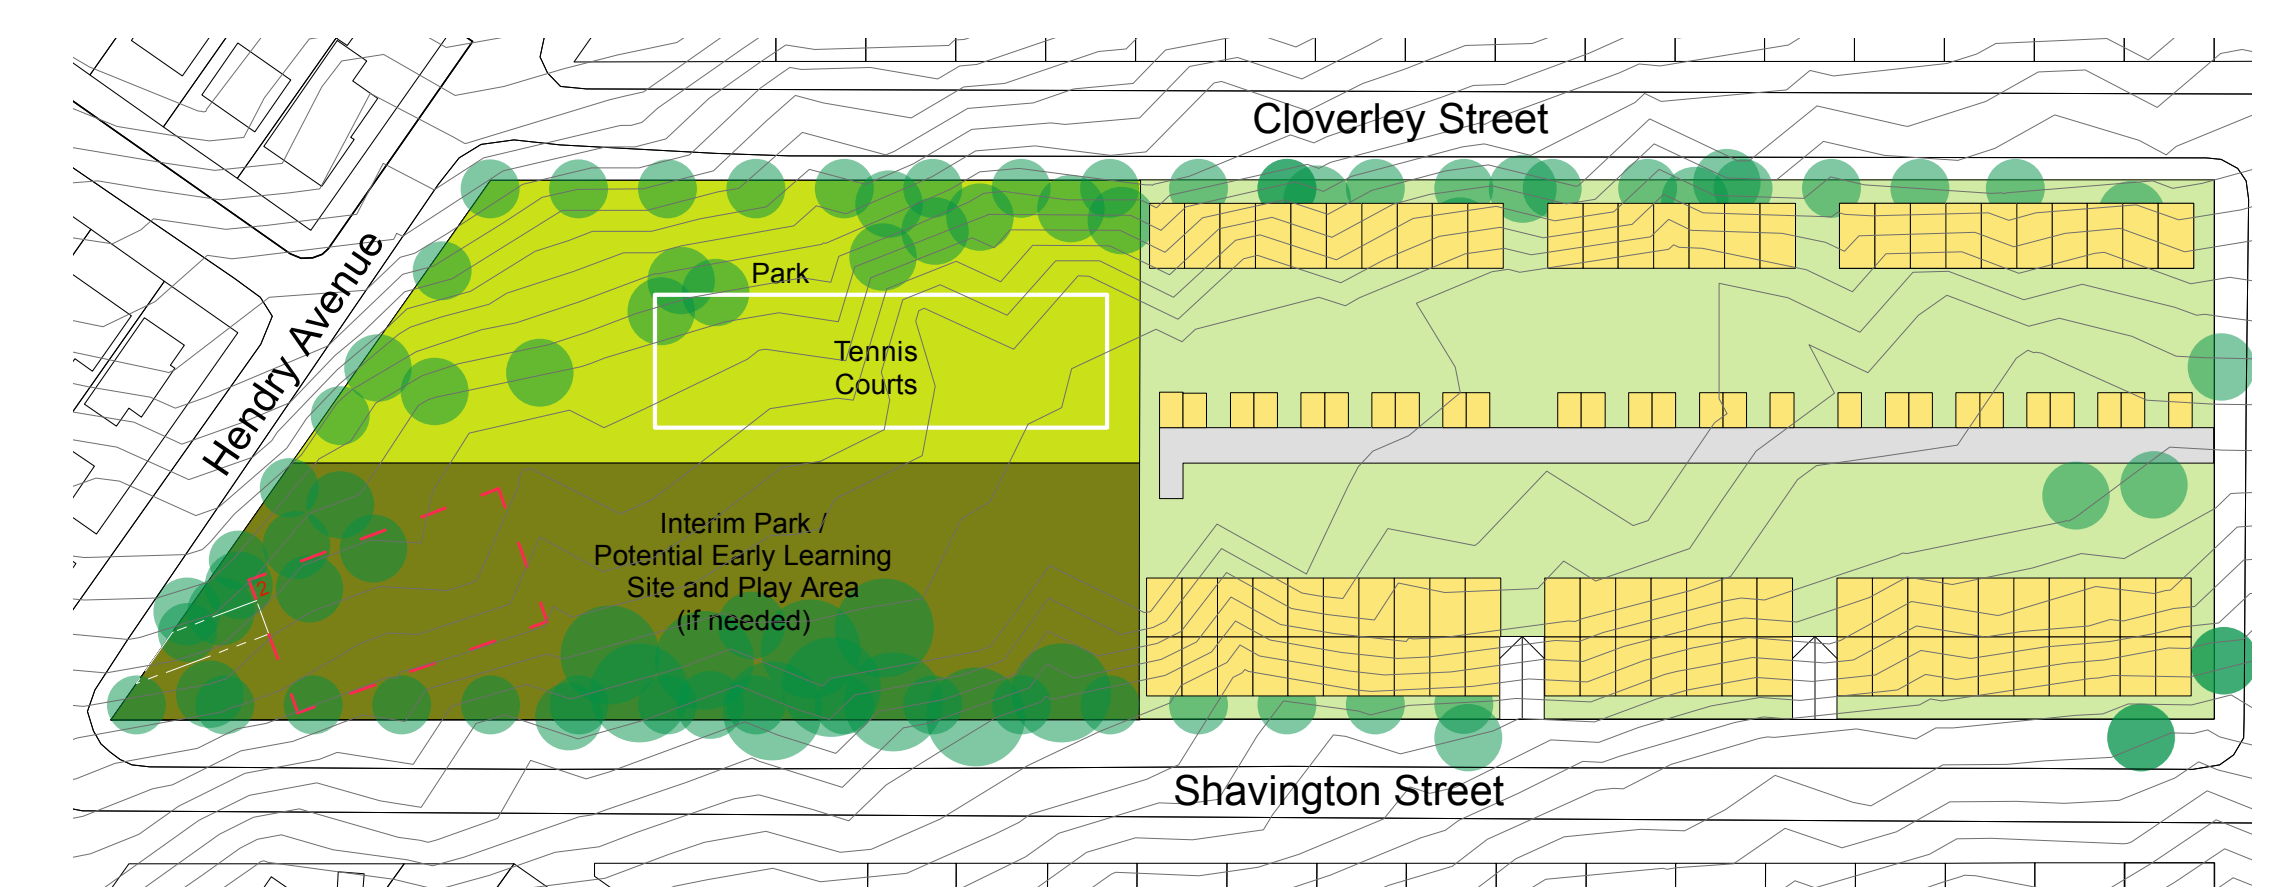 Cloverley Street
Hendry Avenue
Park
Tennis
Courts
Interim Park /
Potential Early Learning
Site and Play Area
(if needed)
2
Shavington Street